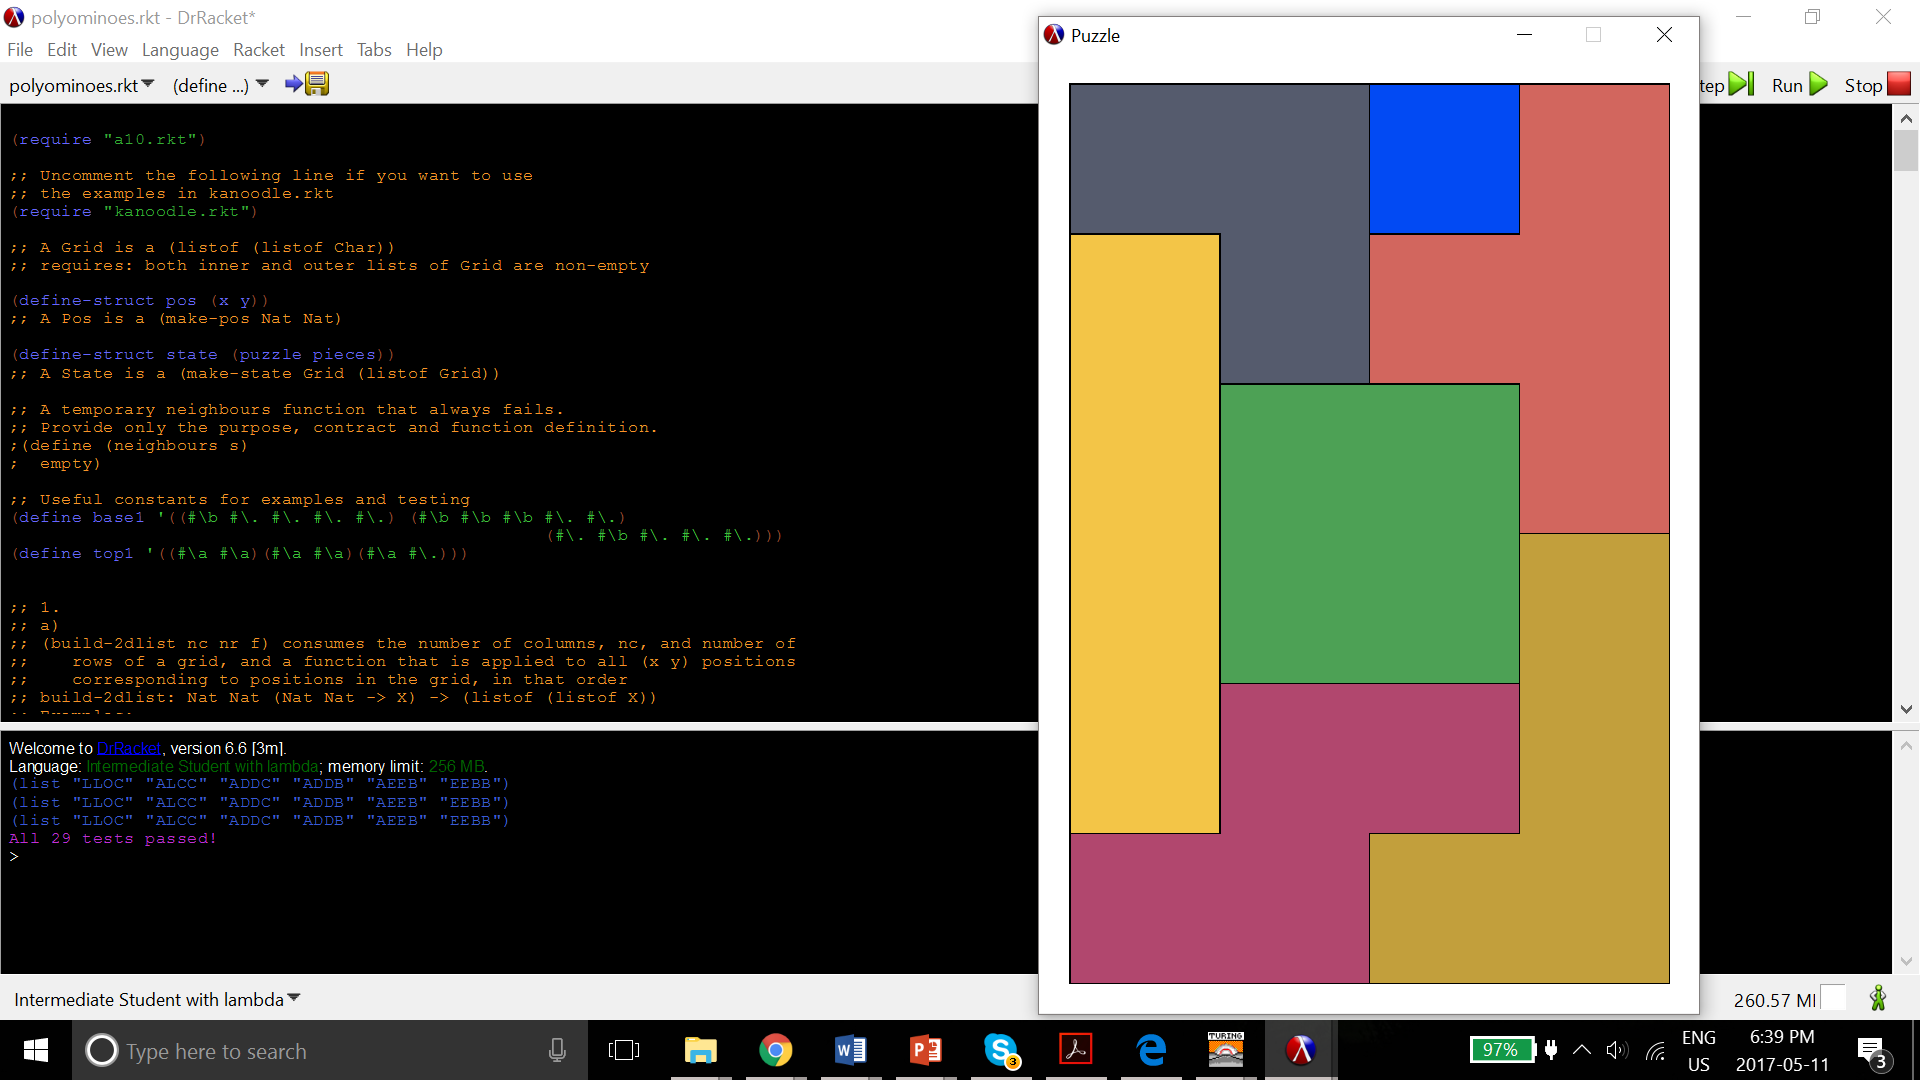 polyominoes.rkt - DrRacket*
File Edit View Language Racket Insert Tabs Help
polyominoes.rkt (define ...)
tep Run Stop
(require "a10.rkt")
;; Uncomment the following line if you want to use
;; the examples in kanoodle.rkt
(require "kanoodle.rkt")
;; A Grid is a (listof (listof Char))
;; requires: both inner and outer lists of Grid are non-empty
(define-struct pos (x y))
;; A Pos is a (make-pos Nat Nat)
(define-struct state (puzzle pieces))
;; A State is a (make-state Grid (listof Grid))
;; A temporary neighbours function that always fails.
;; Provide only the purpose, contract and function definition.
;(define (neighbours s)
;  empty)
;; Useful constants for examples and testing
(define base1 '((#\b #\. #\. #\. #\.) (#\b #\b #\b #\. #\.)
(#\. #\b #\. #\. #\.)))
(define top1 '((#\a #\a)(#\a #\a)(#\a #\.)))
;; 1.
;; a)
;; (build-2dlist nc nr f) consumes the number of columns, nc, and number of
;;    rows of a grid, and a function that is applied to all (x y) positions
;;    corresponding to positions in the grid, in that order
;; build-2dlist: Nat Nat (Nat Nat -> X) -> (listof (listof X))
Welcome to DrRacket, version 6.6 [3m].
Language: Intermediate Student with lambda; memory limit: 256 MB.
(list "LLOC" "ALCC" "ADDC" "ADDB" "AEEB" "EEBB")
(list "LLOC" "ALCC" "ADDC" "ADDB" "AEEB" "EEBB")
(list "LLOC" "ALCC" "ADDC" "ADDB" "AEEB" "EEBB")
All 29 tests passed!
>
Puzzle
Intermediate Student with lambda
260.57 MI
Type here to search
3
TURING
97%
ENG
US
6:39 PM
2017-05-11
3